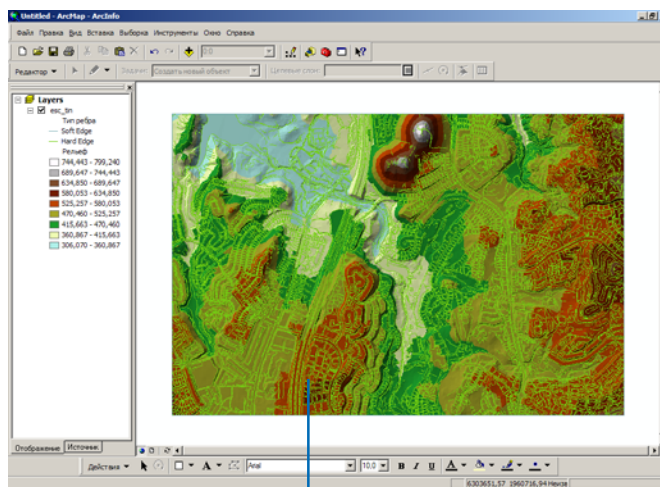 Untitled - ArcMap - ArcInfo
Файл Правка Вид Вставка Выборка Инструменты Окно Справка
Редактор Задача: Создать новый объект Целевые слои:
Layers
esc_tin
Тип ребра
Soft Edge
Hard Edge
Рельеф
744,443 - 799,240
689,647 - 744,443
634,850 - 689,647
580,053 - 634,850
525,257 - 580,053
470,460 - 525,257
415,663 - 470,460
360,867 - 415,663
306,070 - 360,867
Отображение Источник
Действия A Arial 10,0 B I U A
6303651,57 1960716,94 Неизв